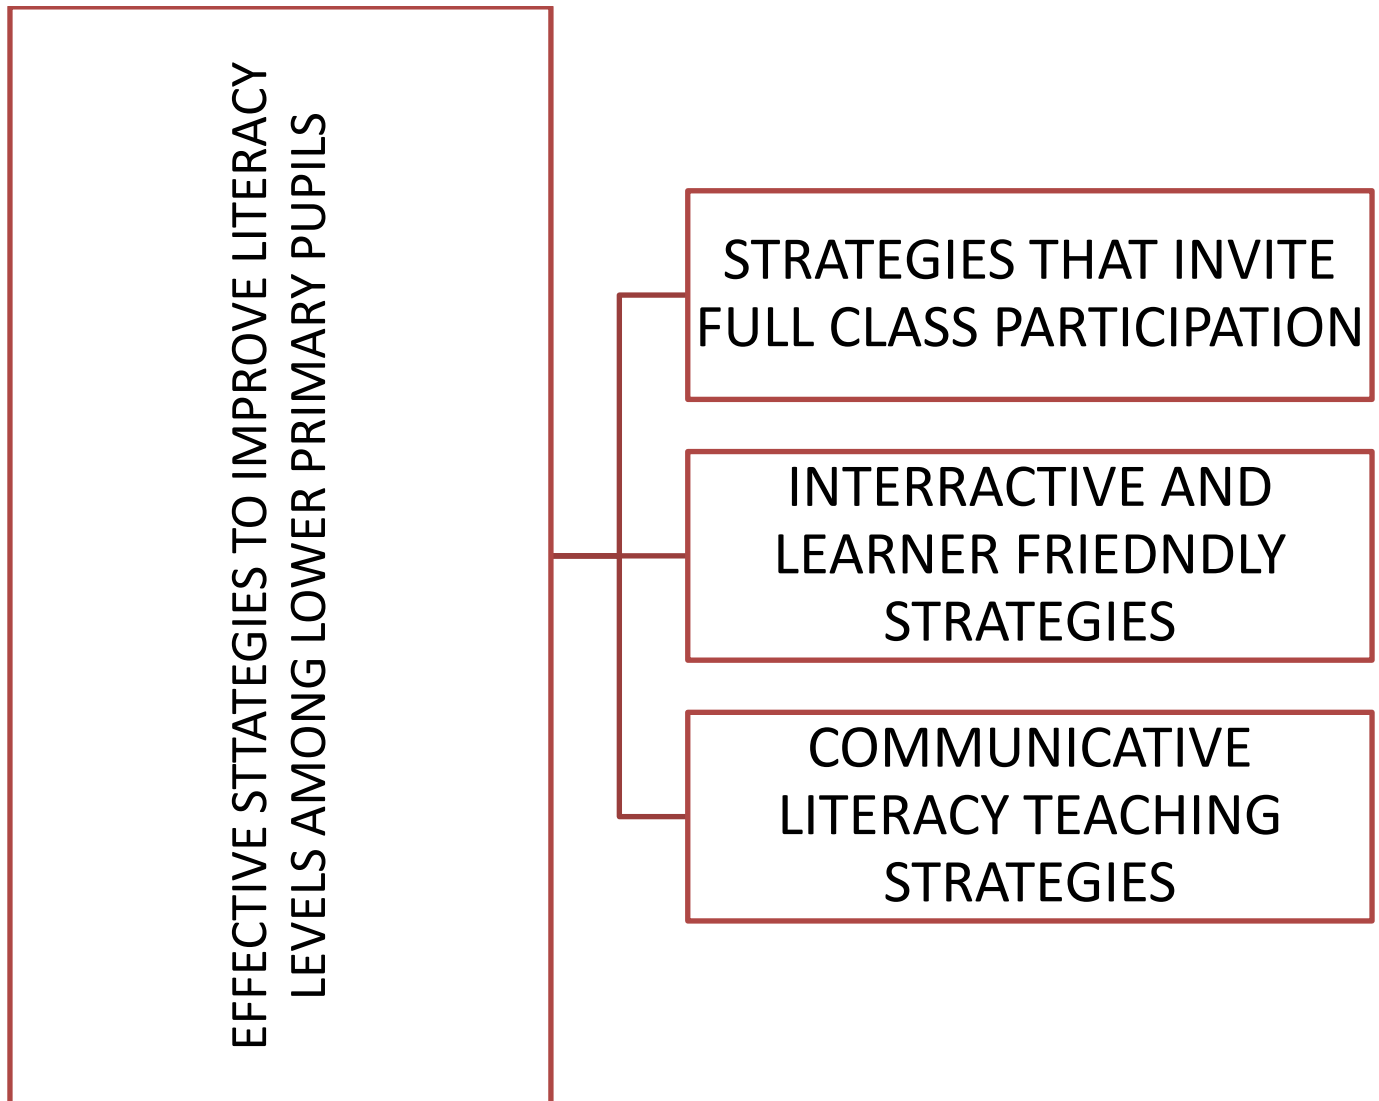 EFFECTIVE STTATEGIES TO IMPROVE LITERACY
LEVELS AMONG LOWER PRIMARY PUPILS
STRATEGIES THAT INVITE
FULL CLASS PARTICIPATION
INTERRACTIVE AND
LEARNER FRIEDNDLY
STRATEGIES
COMMUNICATIVE
LITERACY TEACHING
STRATEGIES